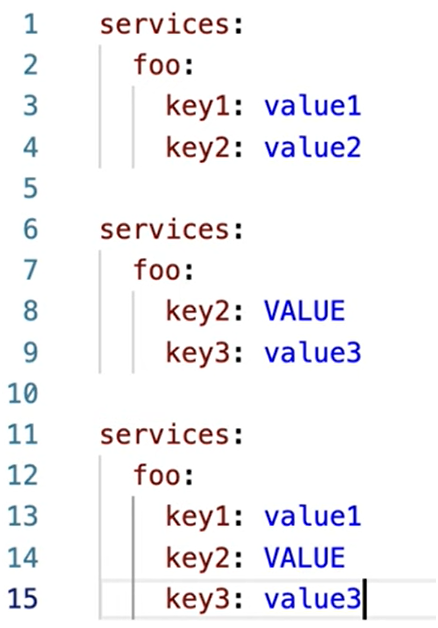 1 services:
2   foo:
3     key1: value1
4     key2: value2
5
6 services:
7   foo:
8     key2: VALUE
9     key3: value3
10
11 services:
12   foo:
13     key1: value1
14     key2: VALUE
15     key3: value3